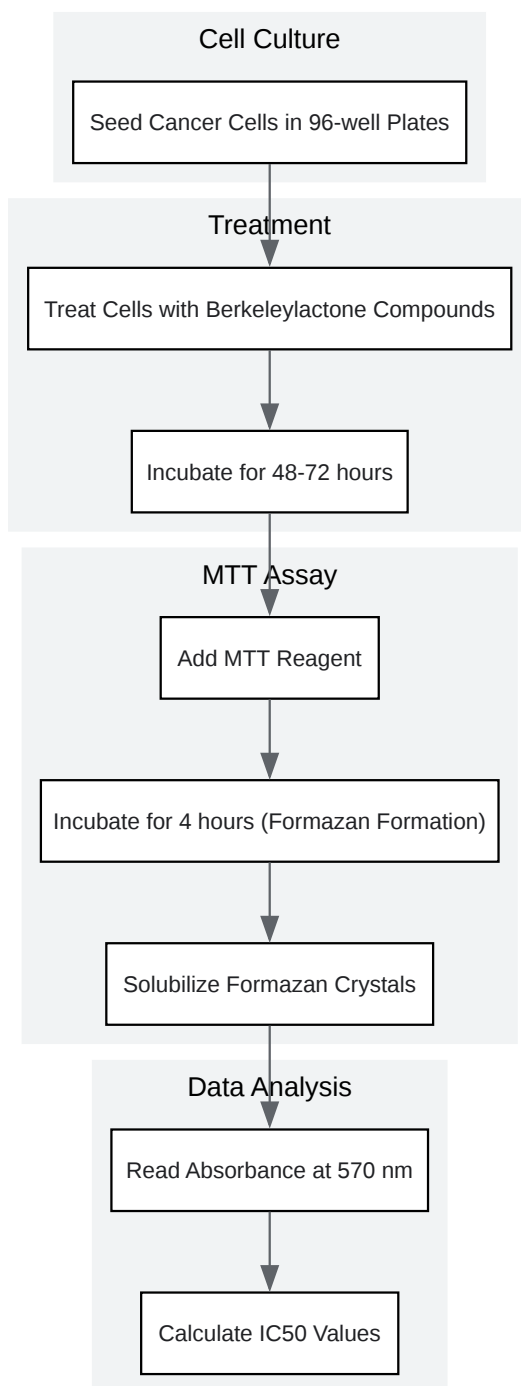 Cell Culture
Seed Cancer Cells in 96-well Plates
Treatment
Treat Cells with Berkeleylactone Compounds
Incubate for 48-72 hours
MTT Assay
Add MTT Reagent
Incubate for 4 hours (Formazan Formation)
Solubilize Formazan Crystals
Data Analysis
Read Absorbance at 570 nm
Calculate IC50 Values